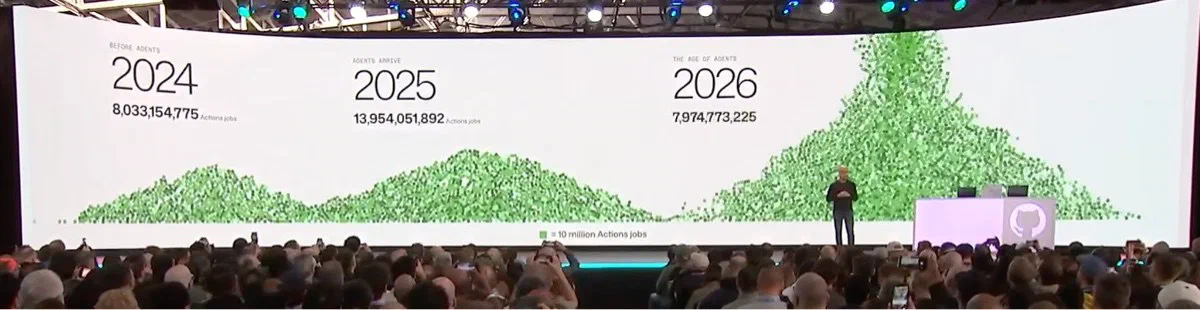 BEFORE AGENTS
2024
8,033,154,775 Actions jobs
AGENTS ARRIVE
2025
13,954,051,892 Actions jobs
THE AGE OF AGENTS
2026
7,974,773,225
= 10 million Actions jobs